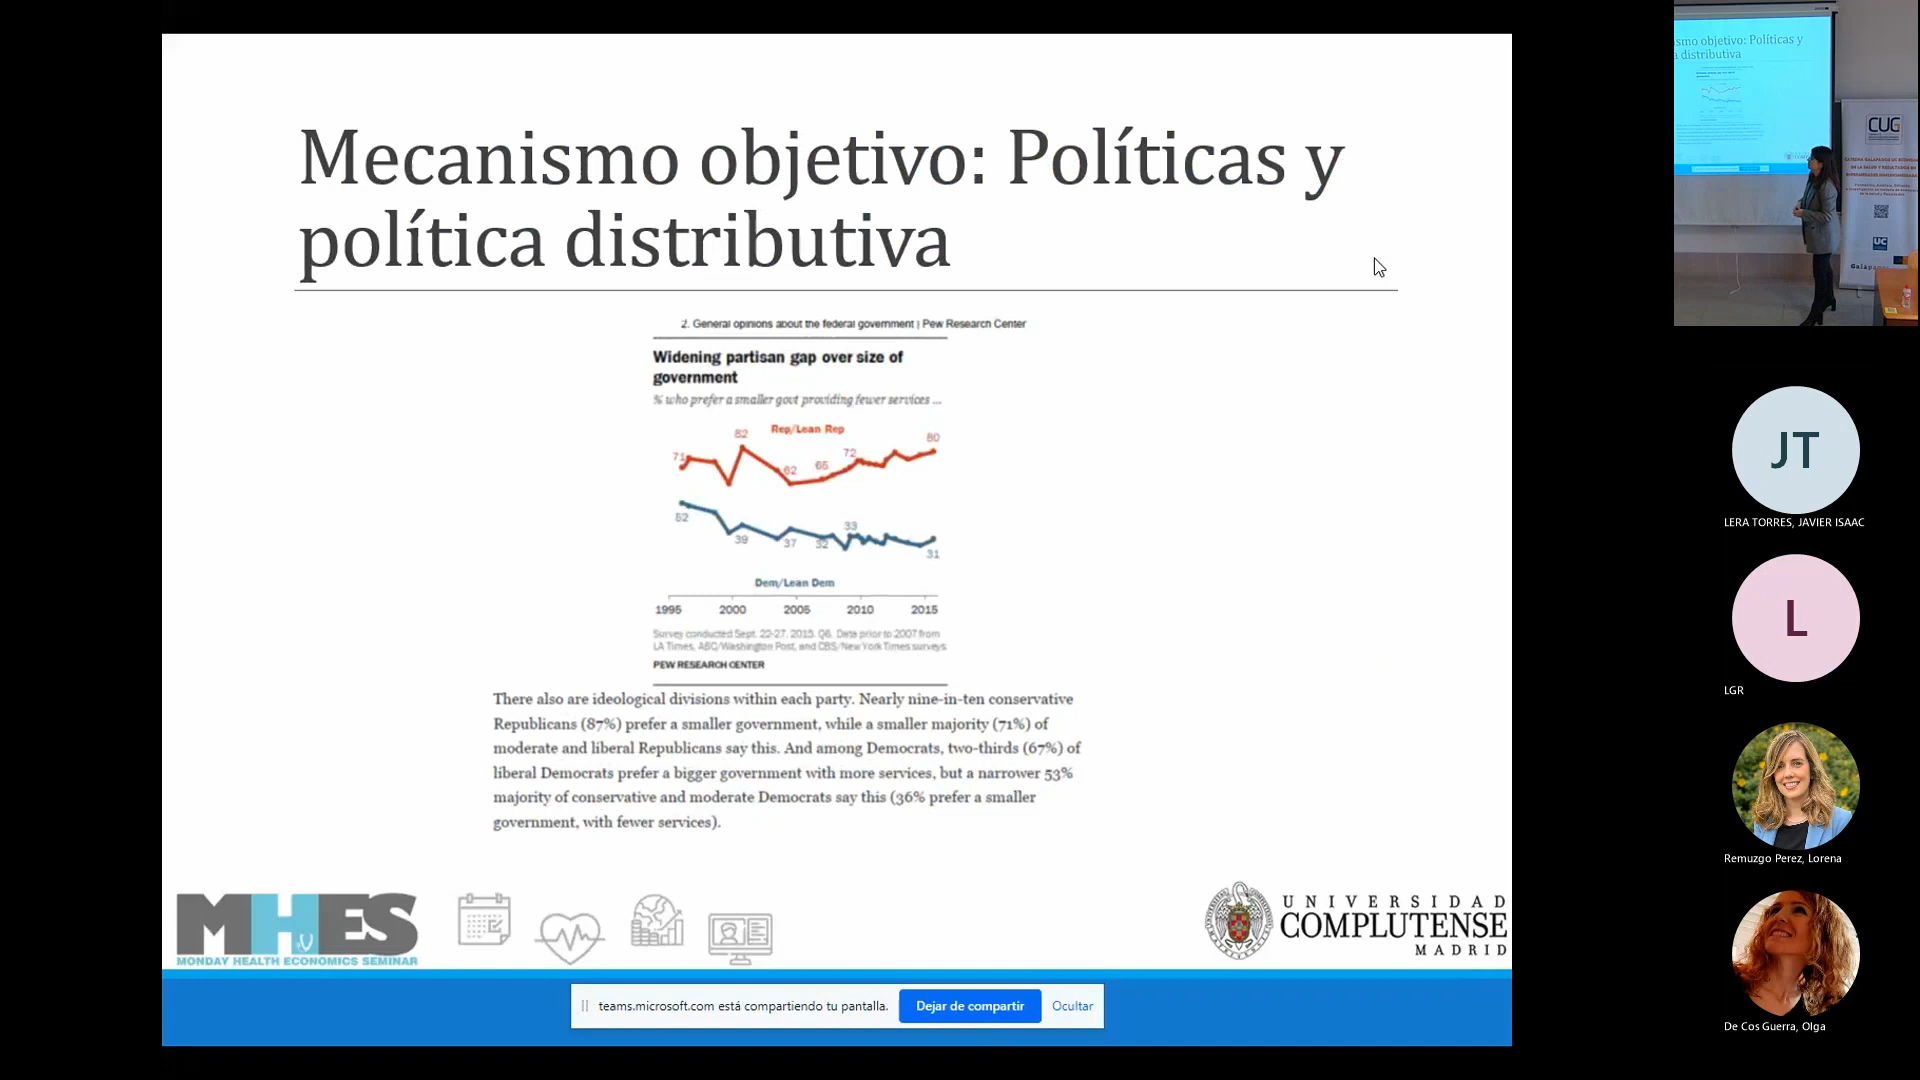 Mecanismo objetivo: Políticas y
política distributiva
2. General opinions about the federal government | Pew Research Center
Widening partisan gap over size of
government
% who prefer a smaller govt providing fewer services ...
Rep/Lean Rep
71
82
62
65
72
80
52
39
37
32
33
31
Dem/Lean Dem
1995 2000 2005 2010 2015
Survey conducted Sept. 22-27, 2015. Q6. Data prior to 2007 from
LA Times, ABC/Washington Post, and CBS/New York Times surveys.
PEW RESEARCH CENTER
There also are ideological divisions within each party. Nearly nine-in-ten conservative
Republicans (87%) prefer a smaller government, while a smaller majority (71%) of
moderate and liberal Republicans say this. And among Democrats, two-thirds (67%) of
liberal Democrats prefer a bigger government with more services, but a narrower 53%
majority of conservative and moderate Democrats say this (36% prefer a smaller
government, with fewer services).
MHES
MONDAY HEALTH ECONOMICS SEMINAR
UNIVERSIDAD
COMPLUTENSE
MADRID
teams.microsoft.com está compartiendo tu pantalla.
Dejar de compartir
Ocultar
smo objetivo: Políticas y
a distributiva
CUG
UC
JT
LERA TORRES, JAVIER ISAAC
L
LGR
Remuzgo Perez, Lorena
De Cos Guerra, Olga